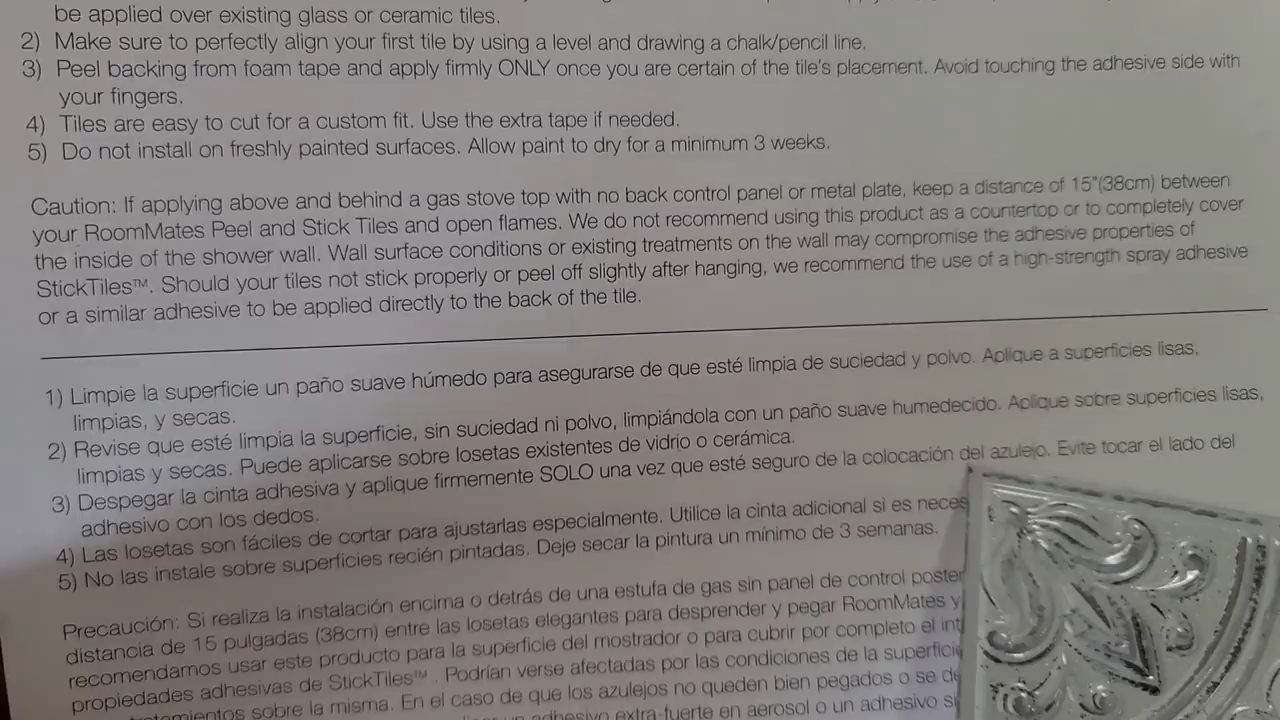 be applied over existing glass or ceramic tiles.
2) Make sure to perfectly align your first tile by using a level and drawing a chalk/pencil line.
3) Peel backing from foam tape and apply firmly ONLY once you are certain of the tile's placement. Avoid touching the adhesive side with
your fingers.
4) Tiles are easy to cut for a custom fit. Use the extra tape if needed.
5) Do not install on freshly painted surfaces. Allow paint to dry for a minimum 3 weeks.
Caution: If applying above and behind a gas stove top with no back control panel or metal plate, keep a distance of 15"(38cm) between
your RoomMates Peel and Stick Tiles and open flames. We do not recommend using this product as a countertop or to completely cover
the inside of the shower wall. Wall surface conditions or existing treatments on the wall may compromise the adhesive properties of
StickTiles™. Should your tiles not stick properly or peel off slightly after hanging, we recommend the use of a high-strength spray adhesive
or a similar adhesive to be applied directly to the back of the tile.
1) Limpie la superficie un paño suave húmedo para asegurarse de que esté limpia de suciedad y polvo. Aplique a superficies lisas,
limpias, y secas.
2) Revise que esté limpia la superficie, sin suciedad ni polvo, limpiándola con un paño suave humedecido. Aplique sobre superficies lisas,
limpias y secas. Puede aplicarse sobre losetas existentes de vidrio o cerámica.
3) Despegar la cinta adhesiva y aplique firmemente SOLO una vez que esté seguro de la colocación del azulejo. Evite tocar el lado del
adhesivo con los dedos.
4) Las losetas son fáciles de cortar para ajustarlas especialmente. Utilice la cinta adicional si es neces
5) No las instale sobre superficies recién pintadas. Deje secar la pintura un mínimo de 3 semanas.
Precaución: Si realiza la instalación encima o detrás de una estufa de gas sin panel de control poster
distancia de 15 pulgadas (38cm) entre las losetas elegantes para desprender y pegar RoomMates y
recomendamos usar este producto para la superficie del mostrador o para cubrir por completo el int
propiedades adhesivas de StickTiles™. Podrían verse afectadas por las condiciones de la superficie
tratamientos sobre la misma. En el caso de que los azulejos no queden bien pegados o se de
un adhesivo extra-fuerte en aerosol o un adhesivo si